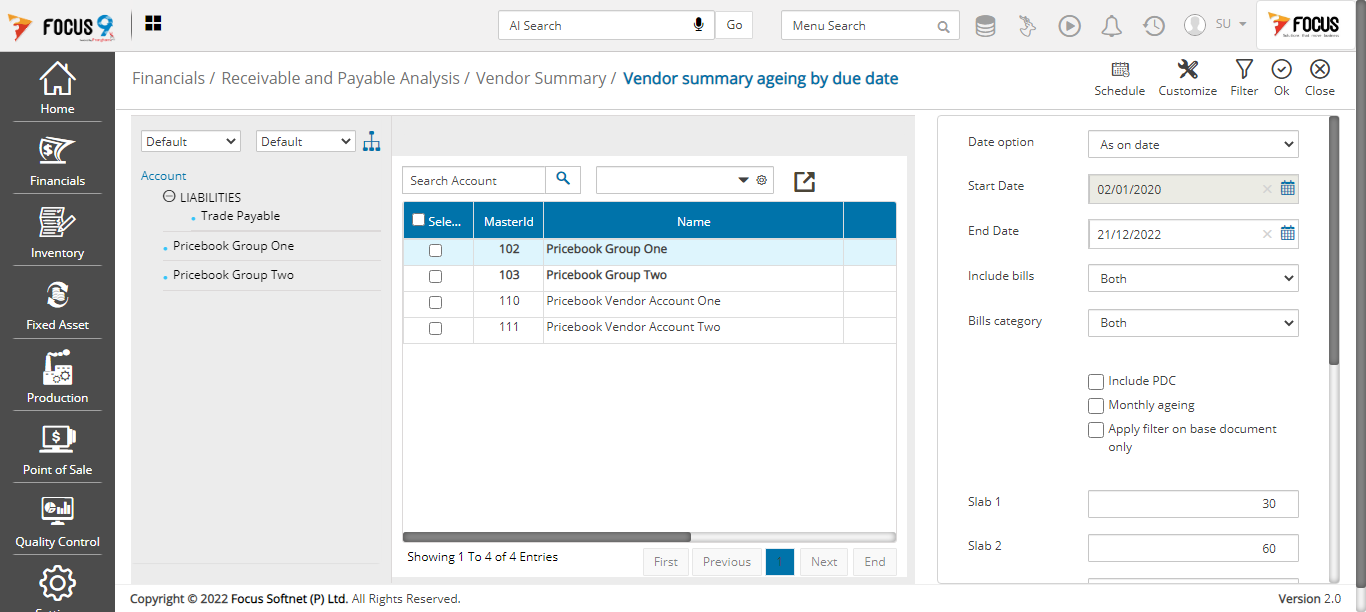 FOCUS 9
AI Search
Go
Menu Search
SU
FOCUS
Home
Financials
Inventory
Fixed Asset
Production
Point of Sale
Quality Control
Financials / Receivable and Payable Analysis / Vendor Summary / Vendor summary ageing by due date
Schedule
Customize
Filter
Ok
Close
Default
Default
Account
LIABILITIES
Trade Payable
Pricebook Group One
Pricebook Group Two
Search Account
Sele... MasterId Name
102 Pricebook Group One
103 Pricebook Group Two
110 Pricebook Vendor Account One
111 Pricebook Vendor Account Two
Showing 1 To 4 of 4 Entries
First Previous 1 Next End
Date option As on date
Start Date 02/01/2020
End Date 21/12/2022
Include bills Both
Bills category Both
Include PDC
Monthly ageing
Apply filter on base document
only
Slab 1 30
Slab 2 60
Copyright © 2022 Focus Softnet (P) Ltd. All Rights Reserved.
Version 2.0